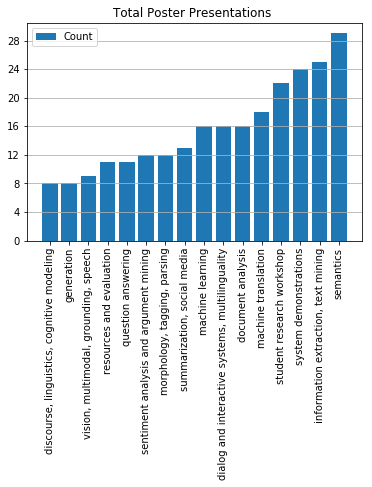 Total Poster Presentations
Count
28
24
20
16
12
8
4
0
discourse, linguistics, cognitive modeling
generation
vision, multimodal, grounding, speech
resources and evaluation
question answering
sentiment analysis and argument mining
morphology, tagging, parsing
summarization, social media
machine learning
dialog and interactive systems, multilinguality
document analysis
machine translation
student research workshop
system demonstrations
information extraction, text mining
semantics